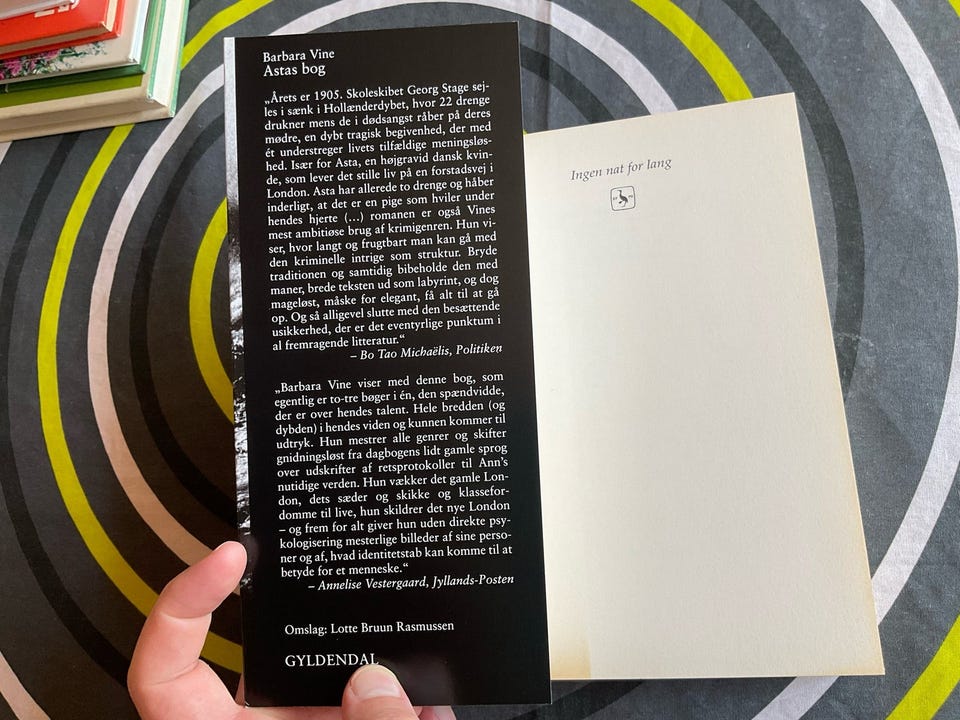 Barbara Vine
Astas bog
„Årets er 1905. Skoleskibet Georg Stage sej-
les i sænk i Hollænderdybet, hvor 22 drenge
drukner mens de i dødsangst råber på deres
mødre, en dybt tragisk begivenhed, der med
ét understreger livets tilfældige meningsløs-
hed. Især for Asta, en højgravid dansk kvin-
de, som lever det stille liv på en forstadsvej i
London. Asta har allerede to drenge og håber
inderligt, at det er en pige som hviler under
hendes hjerte (...) romanen er også Vines
mest ambitiøse brug af krimigenren. Hun vi-
ser, hvor langt og frugtbart man kan gå med
den kriminelle intrige som struktur. Bryde
traditionen og samtidig bibeholde den med
maner, brede teksten ud som labyrint, og dog
mageløst, måske for elegant, få alt til at gå
op. Og så alligevel slutte med den besættende
usikkerhed, der er det eventyrlige punktum i
al fremragende litteratur.“
– Bo Tao Michaëlis, Politiken
„Barbara Vine viser med denne bog, som
egentlig er to-tre bøger i én, den spændvidde,
der er over hendes talent. Hele bredden (og
dybden) i hendes viden og kunnen kommer til
udtryk. Hun mestrer alle genrer og skifter
gnidningsløst fra dagbogens lidt gamle sprog
over udskrifter af retsprotokoller til Ann's
nutidige verden. Hun vækker det gamle Lon-
don, dets sæder og skikke og klassefor-
domme til live, hun skildrer det nye London
– og frem for alt giver hun uden direkte psy-
kologisering mesterlige billeder af sine perso-
ner og af, hvad identitetstab kan komme til at
betyde for et menneske.“
– Annelise Vestergaard, Jyllands-Posten
Omslag: Lotte Bruun Rasmussen
GYLDENDAL
Ingen nat for lang